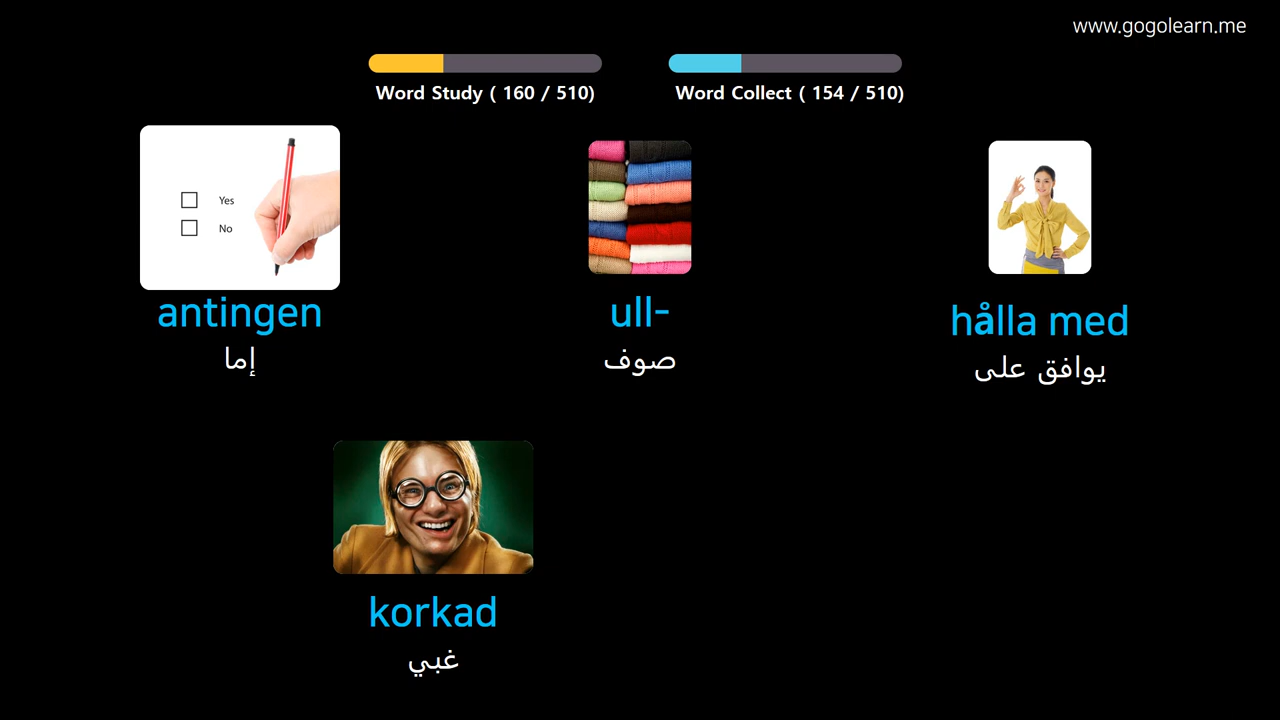 www.gogolearn.me
Word Study ( 160 / 510)
Word Collect ( 154 / 510)
Yes
No
antingen
إما
ull-
صوف
hålla med
يوافق على
korkad
غبي